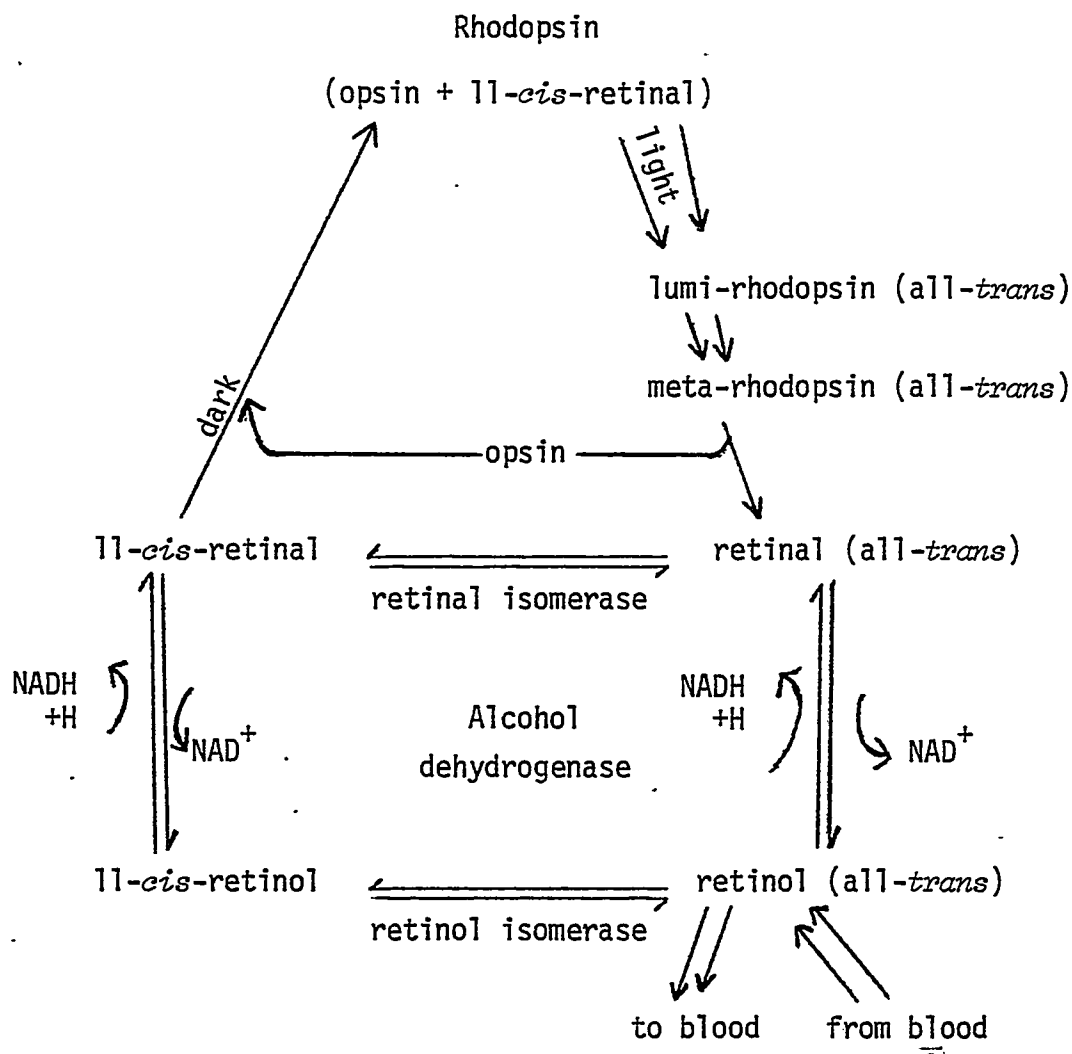 Rhodopsin
(opsin + 11-cis-retinal)
light
lumi-rhodopsin (all-trans)
meta-rhodopsin (all-trans)
dark
opsin
11-cis-retinal
retinal (all-trans)
retinal isomerase
NADH
+H
NAD+
Alcohol
dehydrogenase
NADH
+H
NAD+
11-cis-retinol
retinol (all-trans)
retinol isomerase
to blood
from blood